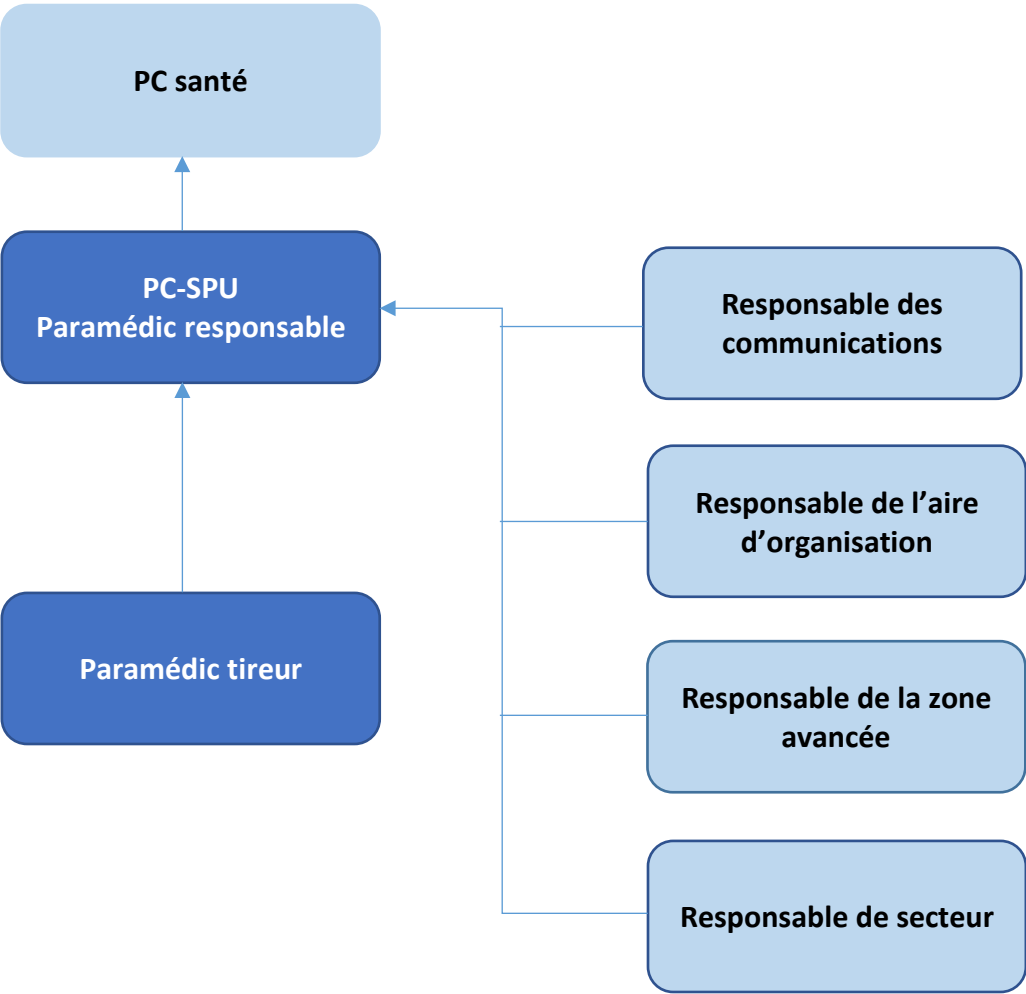 PC santé
PC-SPU
Paramédic responsable
Paramédic tireur
Responsable des
communications
Responsable de l’aire
d’organisation
Responsable de la zone
avancée
Responsable de secteur